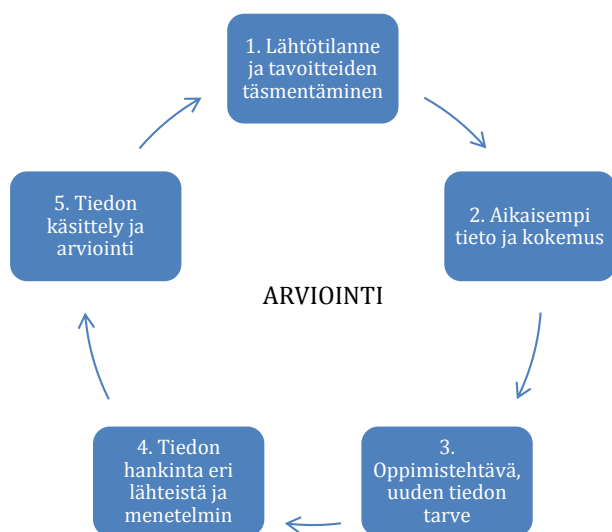 1. Lähtötilanne
ja tavoitteiden
täsmentäminen
2. Aikaisempi
tieto ja kokemus
3.
Oppimistehtävä,
uuden tiedon
tarve
4. Tiedon
hankinta eri
lähteistä ja
menetelmin
5. Tiedon
käsittely ja
arviointi
ARVIOINTI